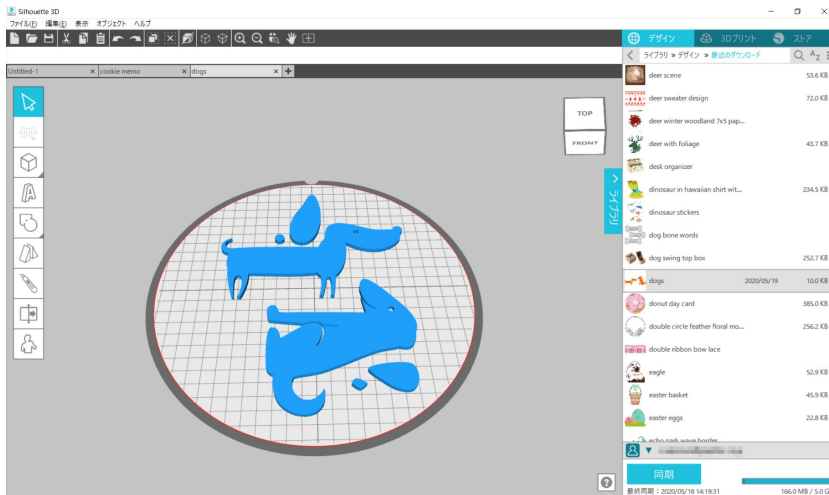 Silhouette 3D
ファイル(F) 編集(E) 表示 オブジェクト ヘルプ
デザイン 3Dプリント ストア
ライブラリ » デザイン » 最近のダウンロード
Untitled-1 × cookie memo × dogs × +
TOP
FRONT
ライブラリ
deer scene 53.6 KB
deer sweater design 72.0 KB
deer winter woodland 7x5 pap...
deer with foliage 43.7 KB
desk organizer
dinosaur in hawaiian shirt wit... 234.5 KB
dinosaur stickers
dog bone words
dog swing top box 252.7 KB
dogs 2020/05/19 10.0 KB
donut day card 385.0 KB
double circle feather floral mo... 256.2 KB
double ribbon bow lace
eagle 52.9 KB
easter basket 45.9 KB
easter eggs 22.8 KB
echo park wave border
同期
最終同期：2020/05/18 14:19:31 166.0 MB / 5.0 G